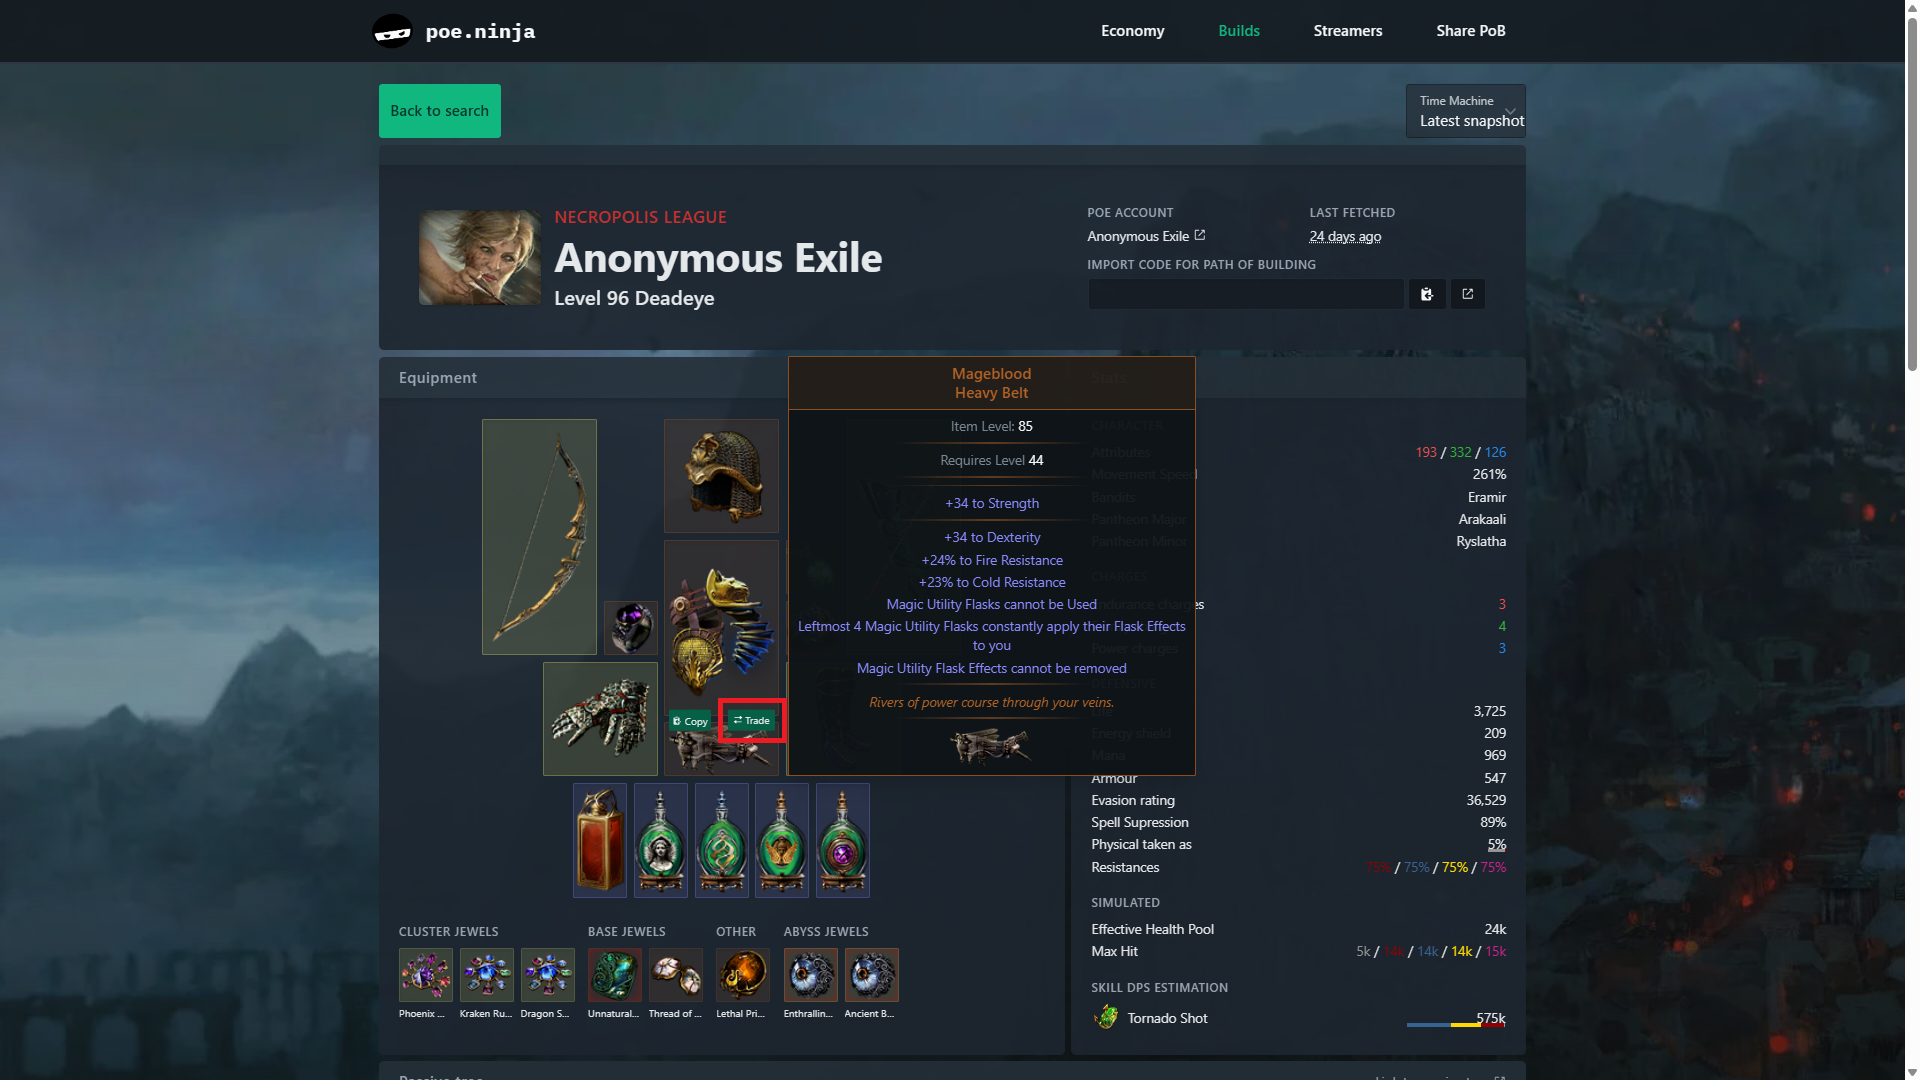 poe.ninja
Economy
Builds
Streamers
Share PoB
Back to search
Time Machine
Latest snapshot
NECROPOLIS LEAGUE
Anonymous Exile
Level 96 Deadeye
POE ACCOUNT
Anonymous Exile
LAST FETCHED
24 days ago
IMPORT CODE FOR PATH OF BUILDING
Equipment
Mageblood
Heavy Belt
Item Level: 85
Requires Level 44
+34 to Strength
+34 to Dexterity
+24% to Fire Resistance
+23% to Cold Resistance
Magic Utility Flasks cannot be Used
Leftmost 4 Magic Utility Flasks constantly apply their Flask Effects
to you
Magic Utility Flask Effects cannot be removed
Rivers of power course through your veins.
Copy
Trade
Stats
CHARACTER
Attributes 193 / 332 / 126
Movement Speed 261%
Bandits Eramir
Pantheon Major Arakaali
Pantheon Minor Ryslatha
CHARGES
Endurance charges 3
4
Power charges 3
DEFENSIVE
Life 3,725
Energy shield 209
Mana 969
Armour 547
Evasion rating 36,529
Spell Supression 89%
Physical taken as 5%
Resistances 75% / 75% / 75% / 75%
SIMULATED
Effective Health Pool 24k
Max Hit 5k / 14k / 14k / 14k / 15k
SKILL DPS ESTIMATION
Tornado Shot 575k
CLUSTER JEWELS
Phoenix ...
Kraken Ru...
Dragon S...
BASE JEWELS
Unnatural...
Thread of ...
OTHER
Lethal Pri...
ABYSS JEWELS
Enthrallin...
Ancient B...